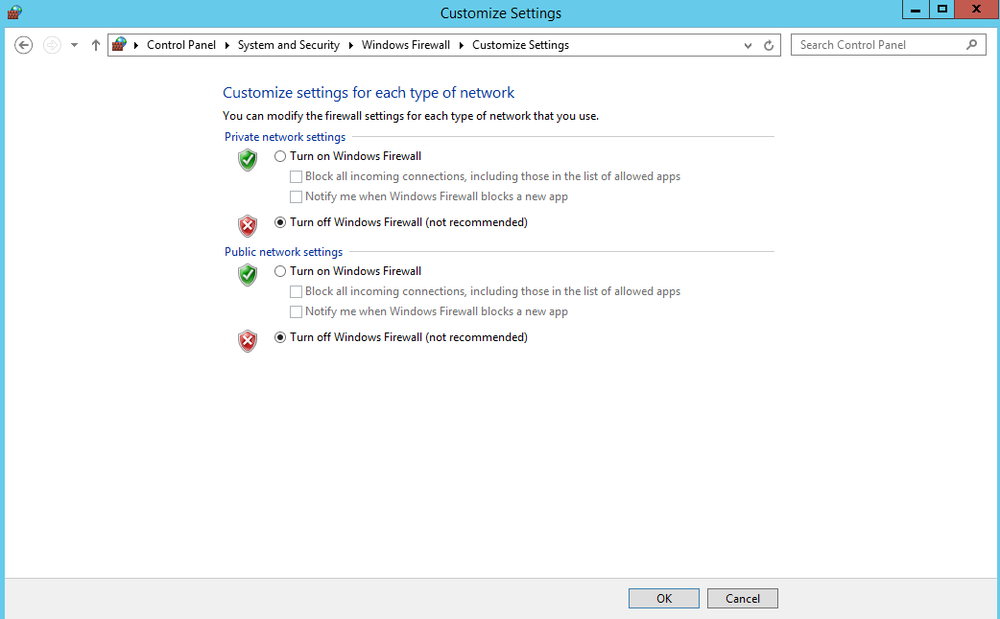 Customize Settings
Control Panel System and Security Windows Firewall Customize Settings
Search Control Panel
Customize settings for each type of network
You can modify the firewall settings for each type of network that you use.
Private network settings
Turn on Windows Firewall
Block all incoming connections, including those in the list of allowed apps
Notify me when Windows Firewall blocks a new app
Turn off Windows Firewall (not recommended)
Public network settings
Turn on Windows Firewall
Block all incoming connections, including those in the list of allowed apps
Notify me when Windows Firewall blocks a new app
Turn off Windows Firewall (not recommended)
OK Cancel